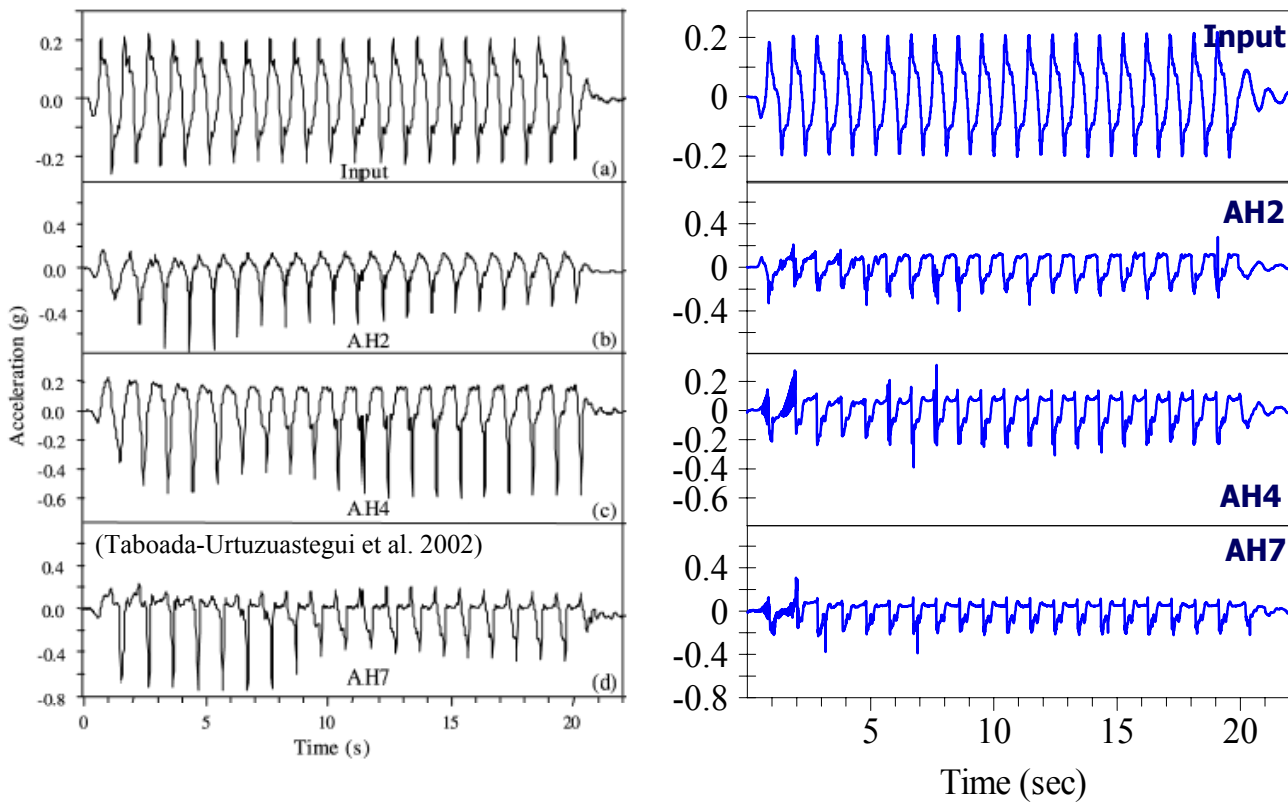 0.2
0.0
-0.2
Input
(a)
0.4
0.0
-0.4
AH2
(b)
0.2
0.0
-0.2
-0.4
-0.6
AH4
(c)
(Taboada-Urtuzuastegui et al. 2002)
0.4
0.0
-0.4
-0.8
AH7
(d)
0 5 10 15 20
Time (s)
Acceleration (g)
0.2
0
-0.2
Input
0.4
0
-0.4
AH2
0.2
0
-0.2
-0.4
-0.6
AH4
0.4
0
-0.4
-0.8
AH7
5 10 15 20
Time (sec)